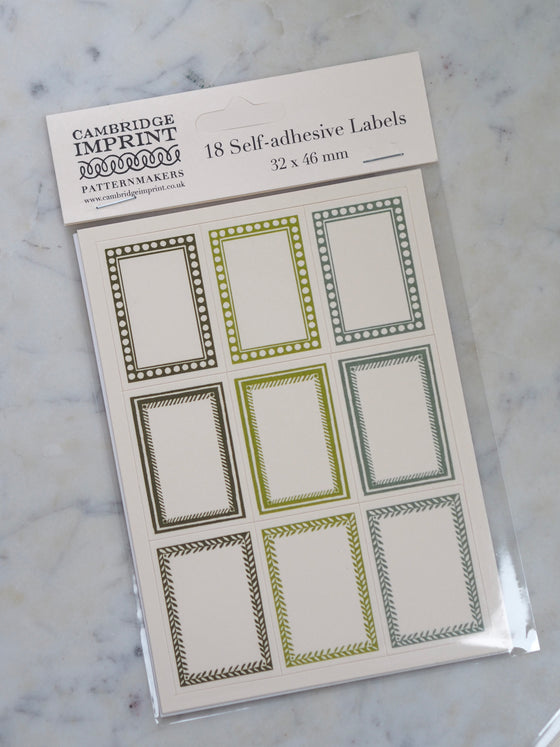 CAMBRIDGE
IMPRINT
PATTERNMAKERS
www.cambridgeimprint.co.uk
18 Self-adhesive Labels
32 x 46 mm